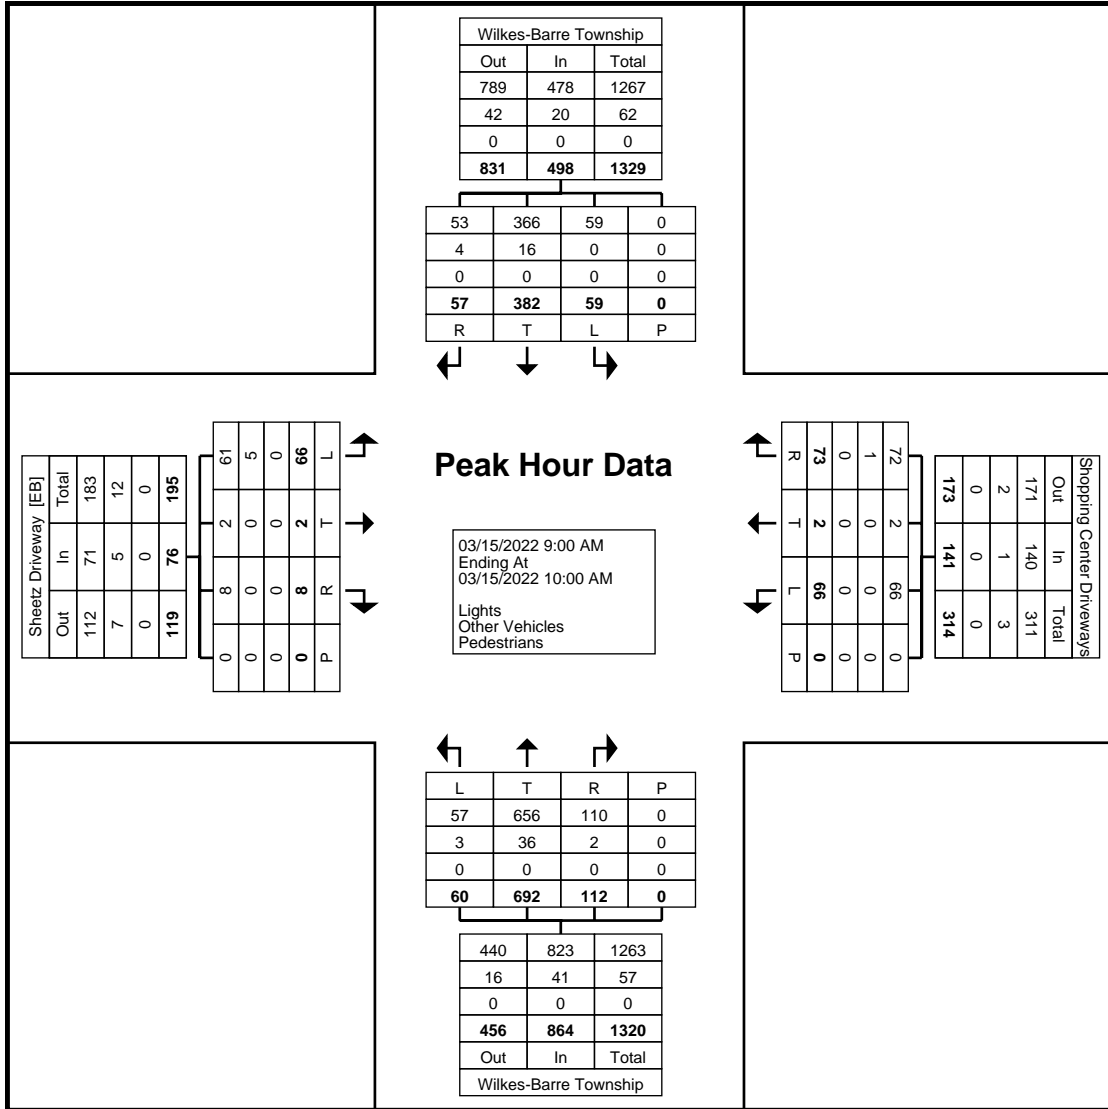 Wilkes-Barre Township
Out In Total
789 478 1267
42 20 62
0 0 0
831 498 1329
53 366 59 0
4 16 0 0
0 0 0 0
57 382 59 0
R T L P
Sheetz Driveway [EB]
Total In Out
183 71 112
12 5 7
0 0 0
195 76 119
61 2 8 0
5 0 0 0
0 0 0 0
66 2 8 0
L T R P
Peak Hour Data
03/15/2022 9:00 AM
Ending At
03/15/2022 10:00 AM
Lights
Other Vehicles
Pedestrians
R T L P
73 2 66 0
0 0 0 0
1 0 0 0
72 2 66 0
Shopping Center Driveways
Out In Total
171 140 311
2 1 3
0 0 0
173 141 314
L T R P
57 656 110 0
3 36 2 0
0 0 0 0
60 692 112 0
440 823 1263
16 41 57
0 0 0
456 864 1320
Out In Total
Wilkes-Barre Township